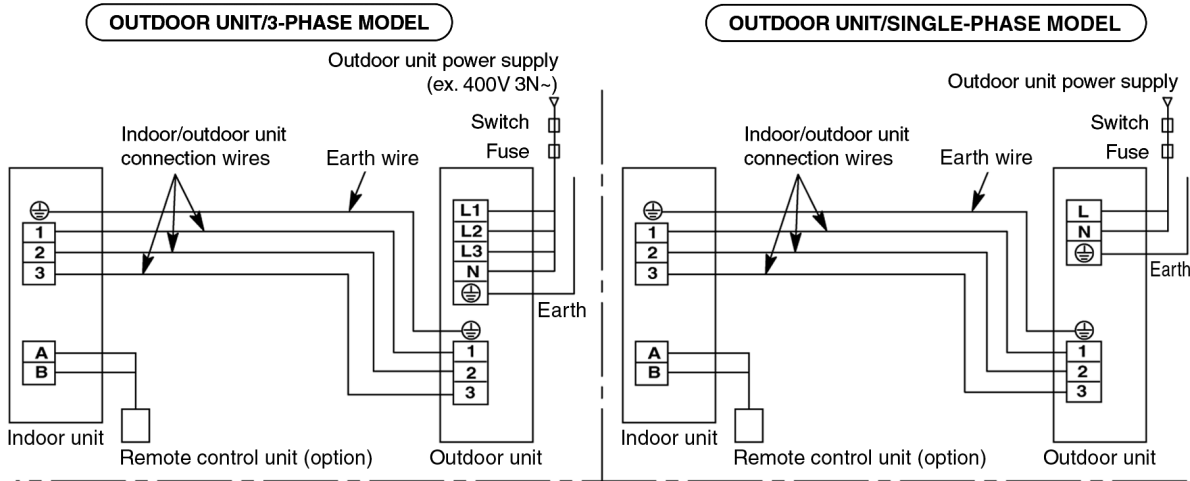 OUTDOOR UNIT/3-PHASE MODEL
Outdoor unit power supply
(ex. 400V 3N~)
Switch
Fuse
Indoor/outdoor unit
connection wires
Earth wire
1
2
3
A
B
L1
L2
L3
N
Earth
1
2
3
Indoor unit
Remote control unit (option)
Outdoor unit
OUTDOOR UNIT/SINGLE-PHASE MODEL
Outdoor unit power supply
Switch
Fuse
Indoor/outdoor unit
connection wires
Earth wire
1
2
3
A
B
L
N
Earth
1
2
3
Indoor unit
Remote control unit (option)
Outdoor unit